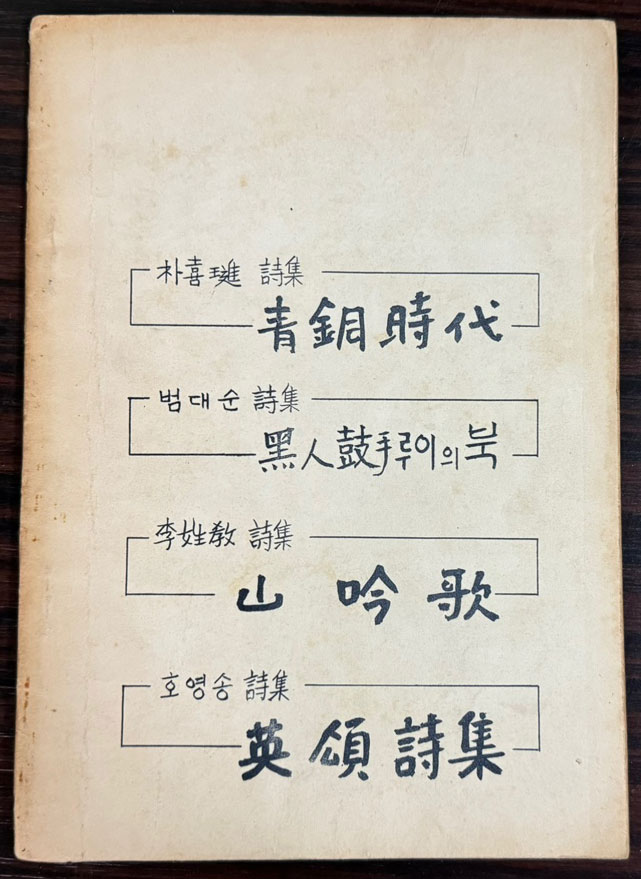 朴喜璡 詩集
青銅時代
범대순 詩集
黑人鼓手루이의북
李姓敎 詩集
山吟歌
호영송 詩集
英頌詩集